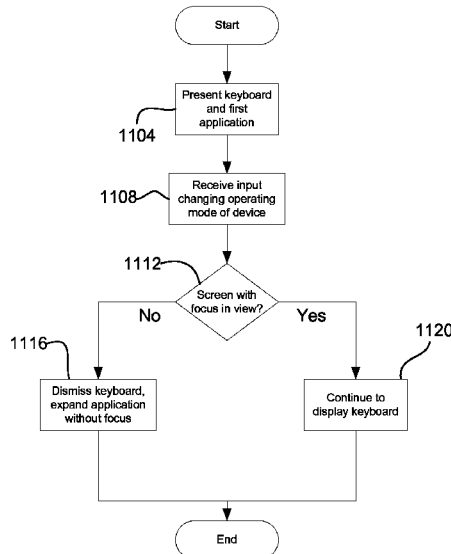 Start
1104
Present keyboard
and first
application
1108
Receive input
changing operating
mode of device
1112
Screen with
focus in view?
No
Yes
1116
Dismiss keyboard,
expand application
without focus
1120
Continue to
display keyboard
End